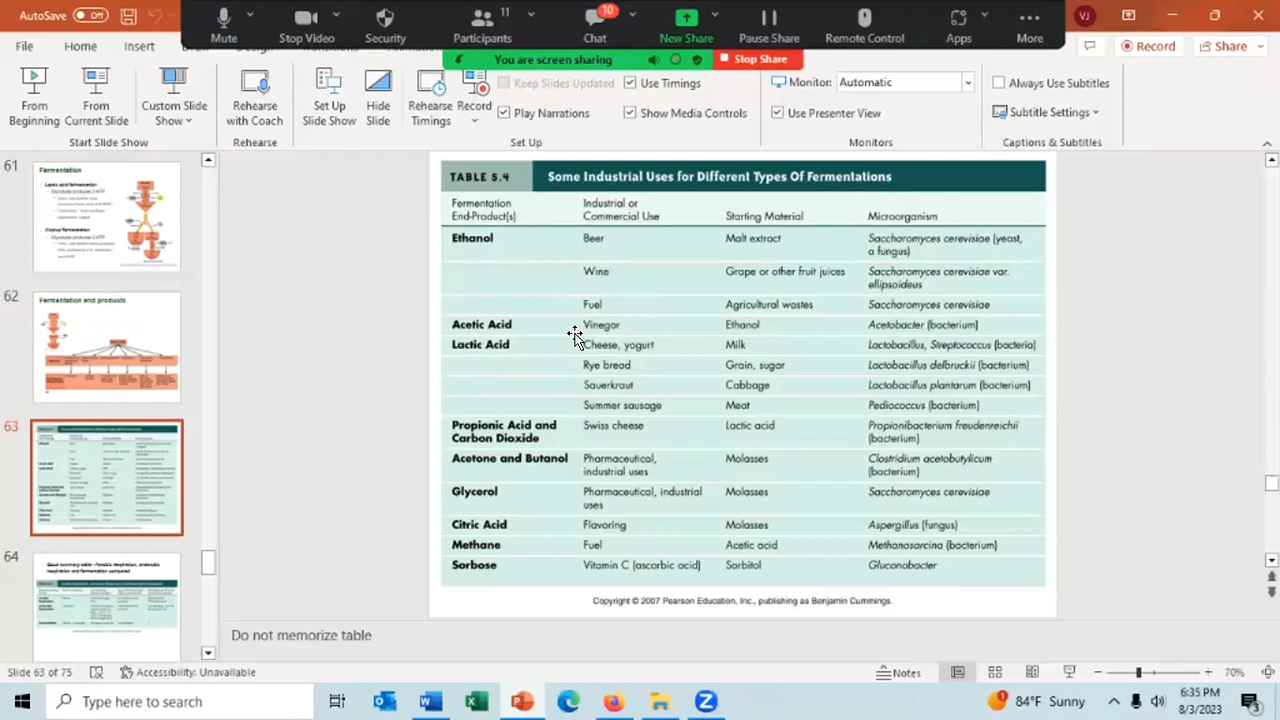 AutoSave Off
Mute
Stop Video
Security
Participants
11
Chat
10
New Share
Pause Share
Remote Control
Apps
More
VJ
File
Home
Insert
You are screen sharing
Stop Share
Record
Share
From
Beginning
From
Current Slide
Custom Slide
Show
Start Slide Show
Rehearse
with Coach
Rehearse
Set Up
Slide Show
Hide
Slide
Rehearse
Timings
Record
Keep Slides Updated
Use Timings
Play Narrations
Show Media Controls
Set Up
Monitor:
Automatic
Use Presenter View
Monitors
Always Use Subtitles
Subtitle Settings
Captions & Subtitles
61
Fermentation
62
Fermentation end products
63
64
TABLE 5.4 Some Industrial Uses for Different Types Of Fermentations
Fermentation
End-Product(s)
Industrial or
Commercial Use
Starting Material
Microorganism
Ethanol Beer Malt extract Saccharomyces cerevisiae (yeast,
a fungus)
Wine Grape or other fruit juices Saccharomyces cerevisiae var.
ellipsoideus
Fuel Agricultural wastes Saccharomyces cerevisiae
Acetic Acid Vinegar Ethanol Acetobacter (bacterium)
Lactic Acid Cheese, yogurt Milk Lactobacillus, Streptococcus (bacteria)
Rye bread Grain, sugar Lactobacillus delbruckii (bacterium)
Sauerkraut Cabbage Lactobacillus plantarum (bacterium)
Summer sausage Meat Pediococcus (bacterium)
Propionic Acid and Swiss cheese Lactic acid Propionibacterium freudenreichii
Carbon Dioxide (bacterium)
Acetone and Butanol Pharmaceutical, Molasses Clostridium acetobutylicum
industrial uses (bacterium)
Glycerol Pharmaceutical, industrial Molasses Saccharomyces cerevisiae
uses
Citric Acid Flavoring Molasses Aspergillus (fungus)
Methane Fuel Acetic acid Methanosarcina (bacterium)
Sorbose Vitamin C (ascorbic acid) Sorbitol Gluconobacter
Copyright © 2007 Pearson Education, Inc., publishing as Benjamin Cummings.
Do not memorize table
Slide 63 of 75
Accessibility: Unavailable
Notes
70%
Type here to search
84°F Sunny
6:35 PM
8/3/2023
3